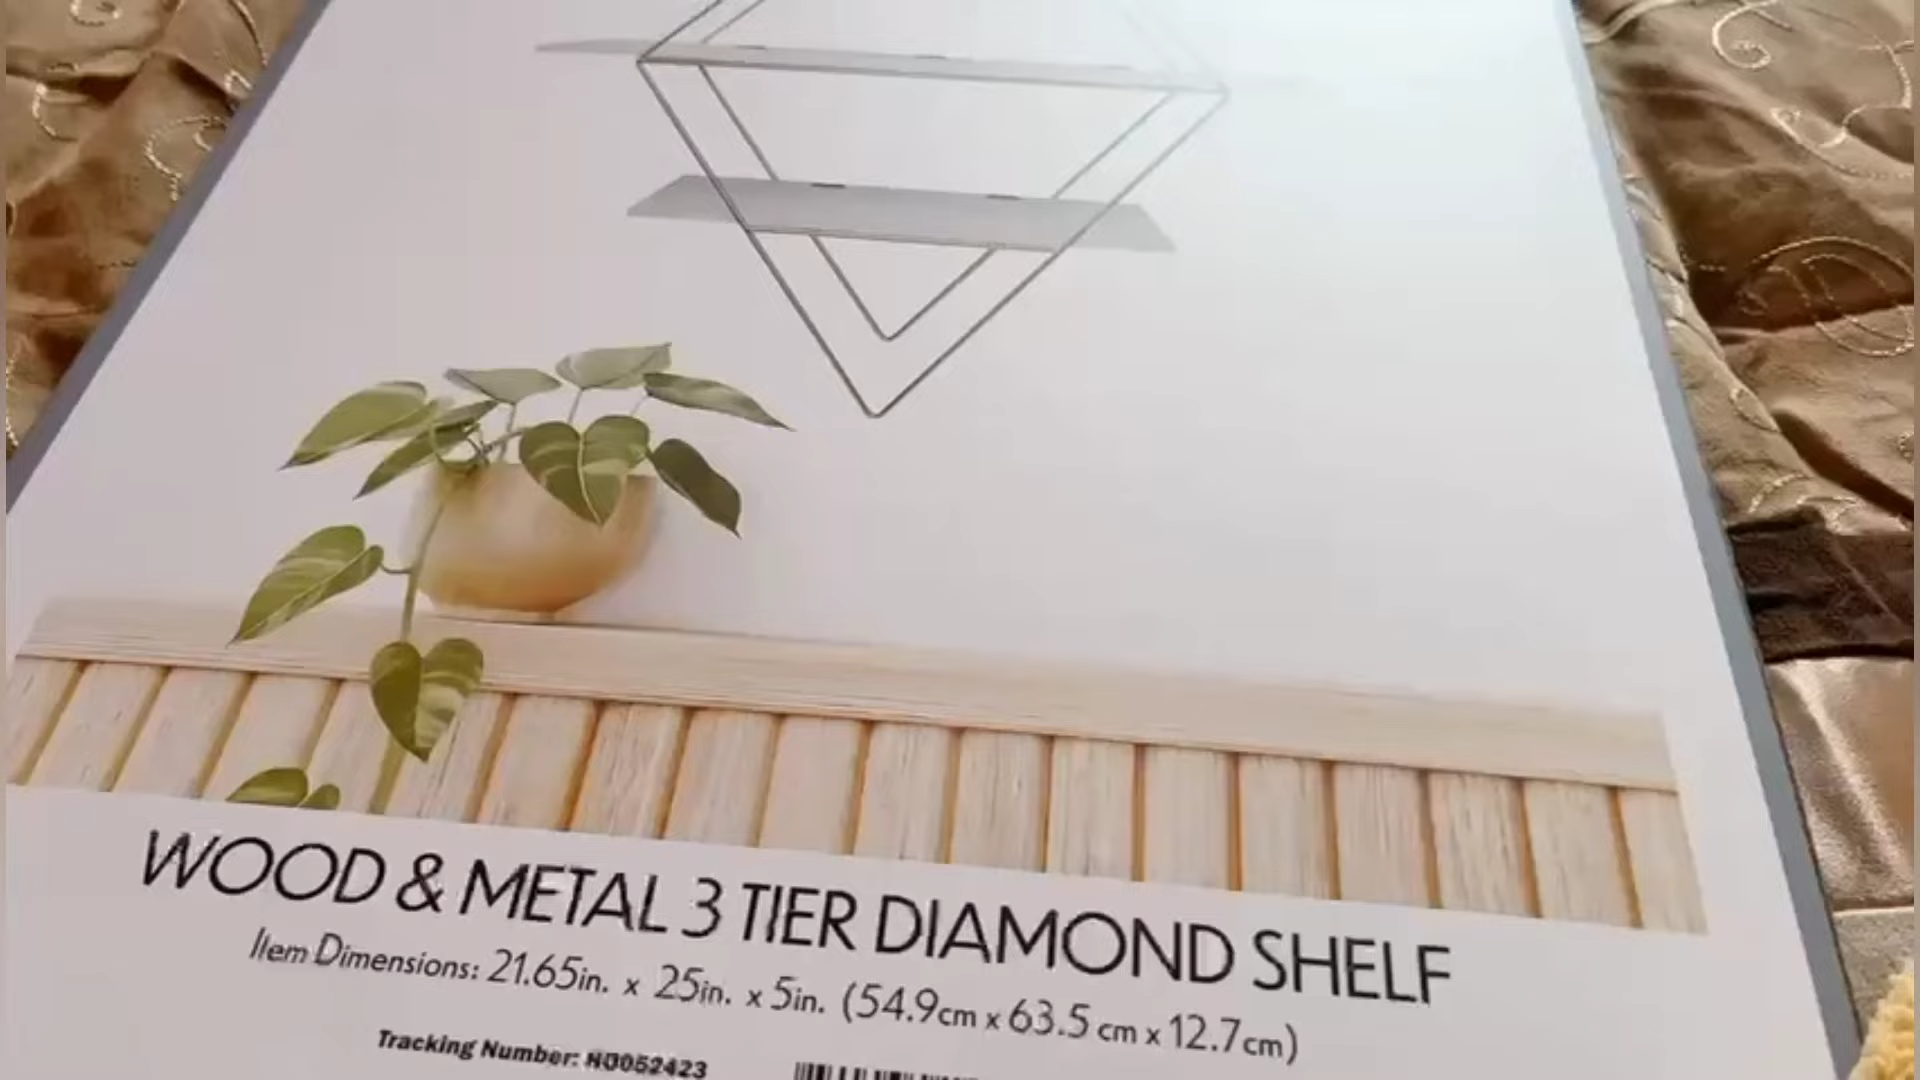 WOOD & METAL 3 TIER DIAMOND SHELF
Item Dimensions: 21.65in. x 25in. x 5in. (54.9cm x 63.5 cm x 12.7cm)
Tracking Number: HO052423